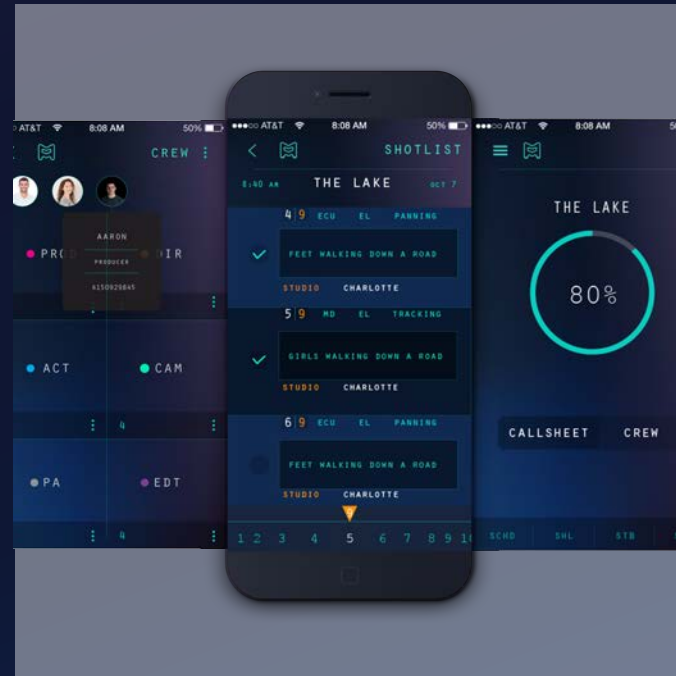 AT&T 8:08 AM 50%
CREW
AARON
PRODUCER
4150929845
PROD DIR
ACT CAM
4
PA EDT
4
AT&T 8:08 AM 50%
SHOTLIST
8:40 AM THE LAKE OCT 7
4 9 ECU EL PANNING
FEET WALKING DOWN A ROAD
STUDIO CHARLOTTE
5 9 MD EL TRACKING
GIRLS WALKING DOWN A ROAD
STUDIO CHARLOTTE
6 9 ECU EL PANNING
FEET WALKING DOWN A ROAD
STUDIO CHARLOTTE
1 2 3 4 5 6 7 8 9 10
AT&T 8:08 AM
THE LAKE
80%
CALLSHEET CREW
SCHD SHL STB